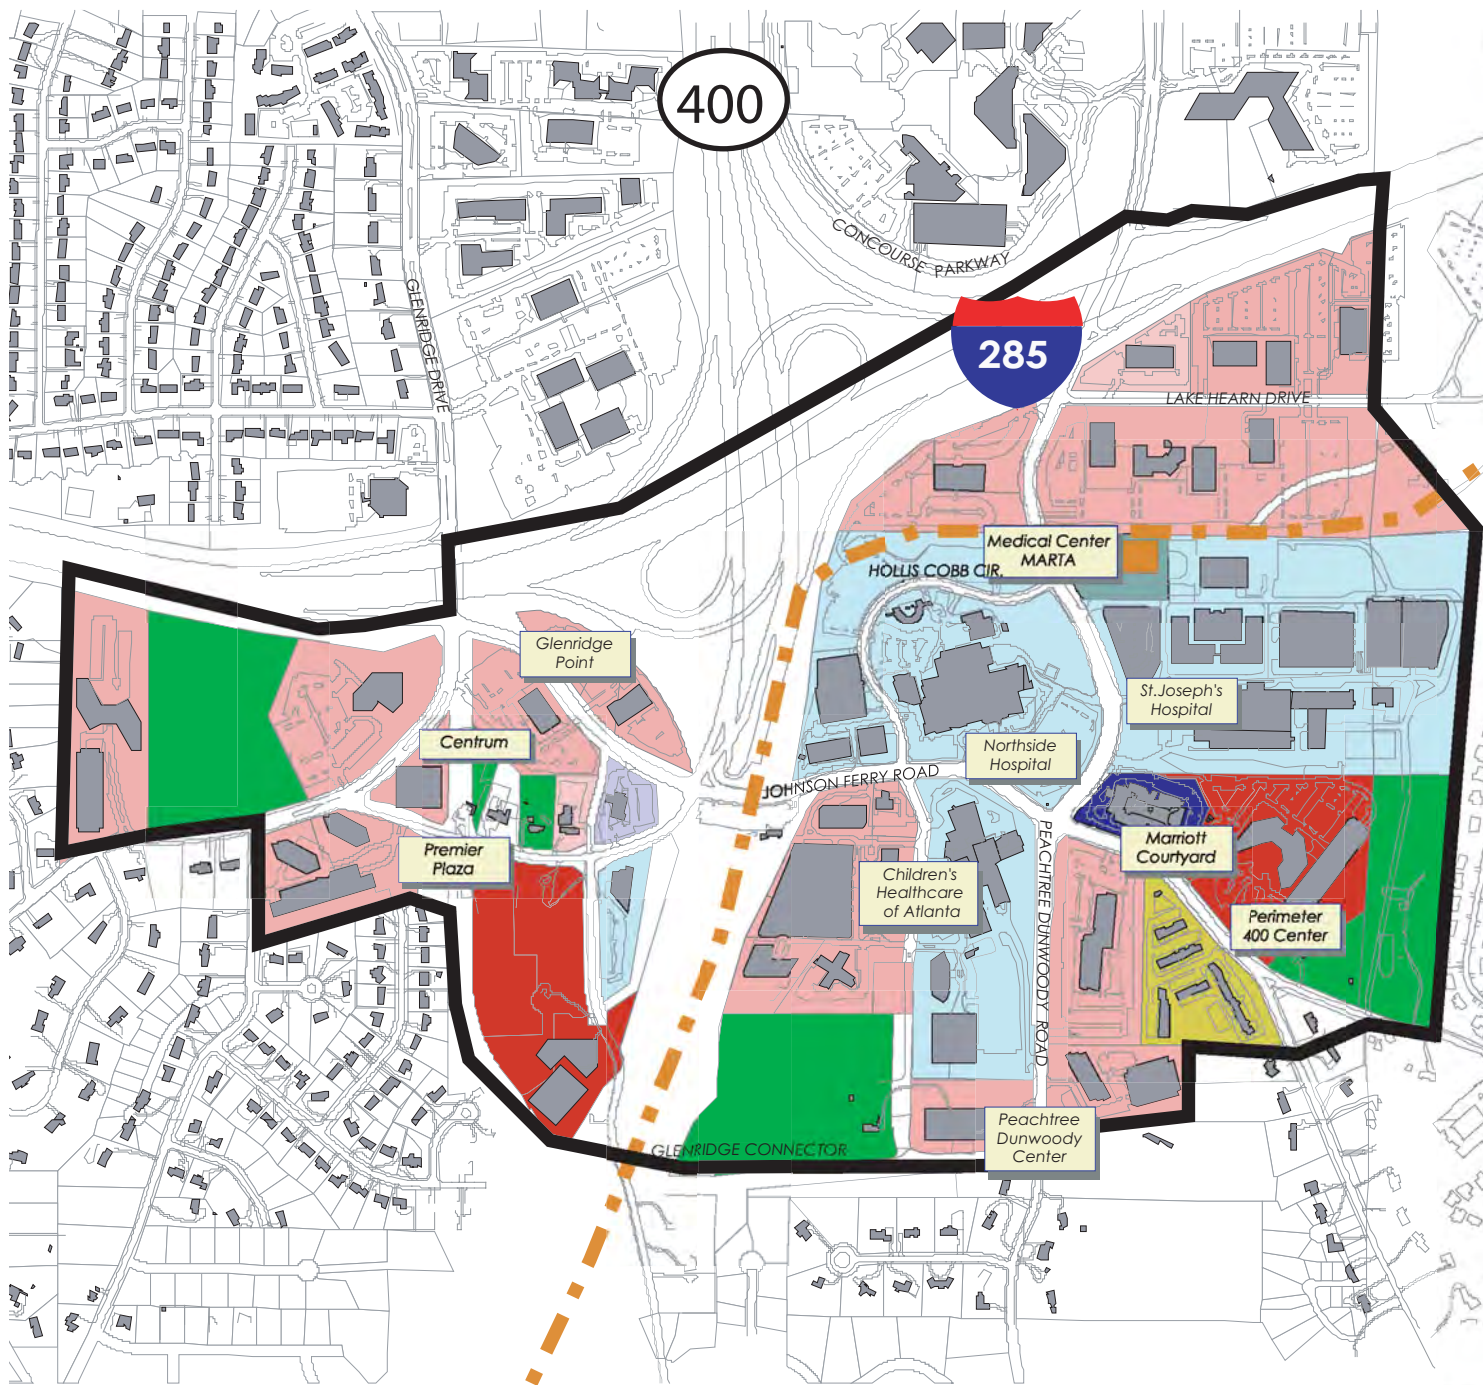 400
CONCOURSE PARKWAY
GLENRIDGE DRIVE
285
LAKE HEARN DRIVE
Medical Center
MARTA
HOLLIS COBB CIR.
Glenridge
Point
St.Joseph's
Hospital
Centrum
Northside
Hospital
JOHNSON FERRY ROAD
Premier
Plaza
Marriott
Courtyard
Children's
Healthcare
of Atlanta
PEACHTREE DUNWOODY ROAD
Perimeter
400 Center
GLENRIDGE CONNECTOR
Peachtree
Dunwoody
Center